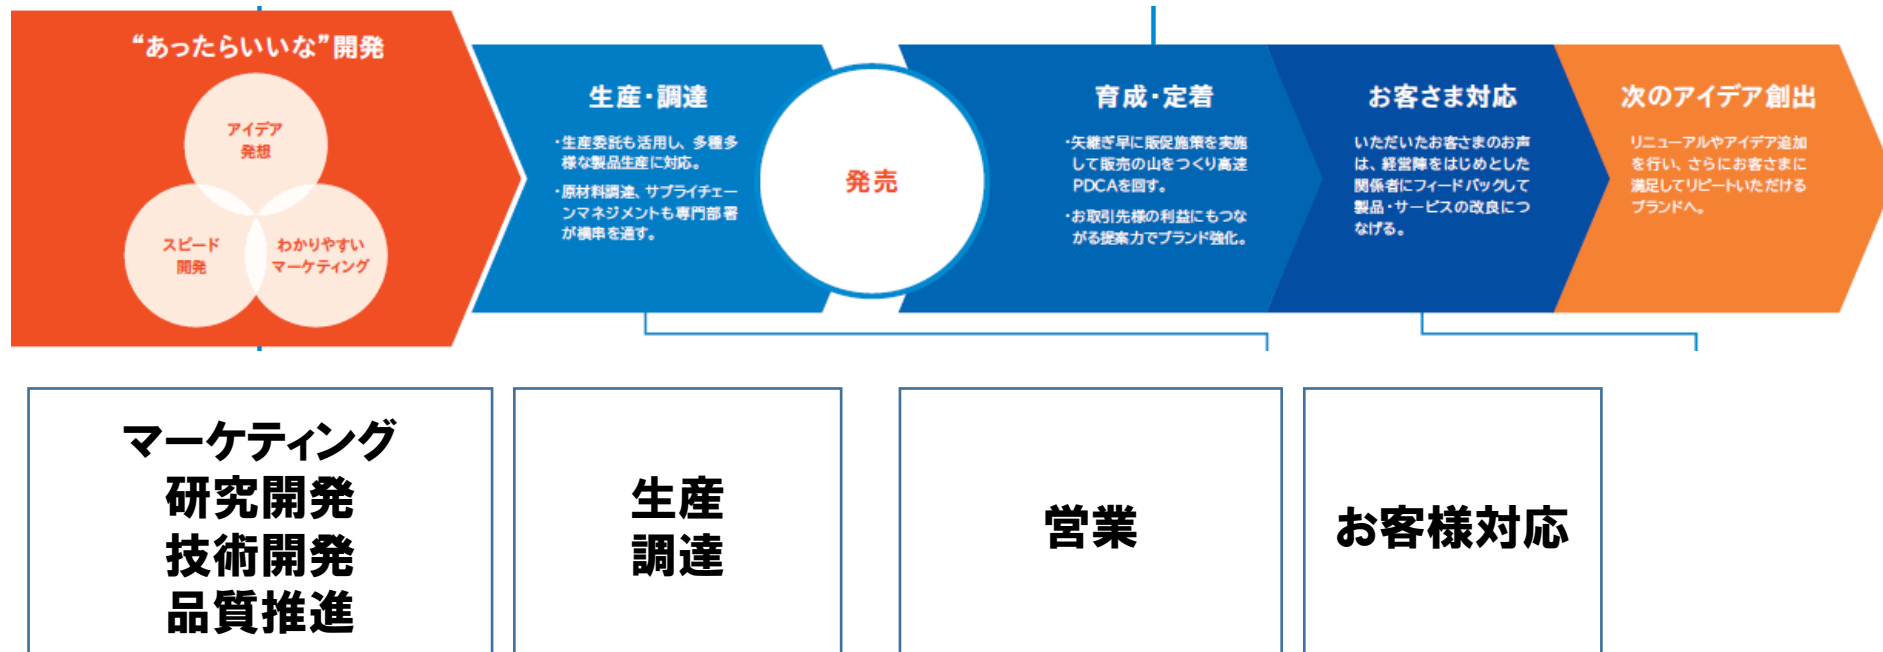 “あったらいいな”開発
アイデア
発想
スピード
開発
わかりやすい
マーケティング
生産・調達
・生産委託も活用し、多種多
様な製品生産に対応。
・原材料調達、サプライチェー
ンマネジメントも専門部署
が横串を通す。
発売
育成・定着
・矢継ぎ早に販促施策を実施
して販売の山をつくり高速
PDCAを回す。
・お取引先様の利益にもつな
がる提案力でブランド強化。
お客さま対応
いただいたお客さまのお声
は、経営陣をはじめとした
関係者にフィードバックして
製品・サービスの改良につ
なげる。
次のアイデア創出
リニューアルやアイデア追加
を行い、さらにお客さまに
満足してリピートいただける
ブランドへ。
マーケティング
研究開発
技術開発
品質推進
生産
調達
営業
お客様対応